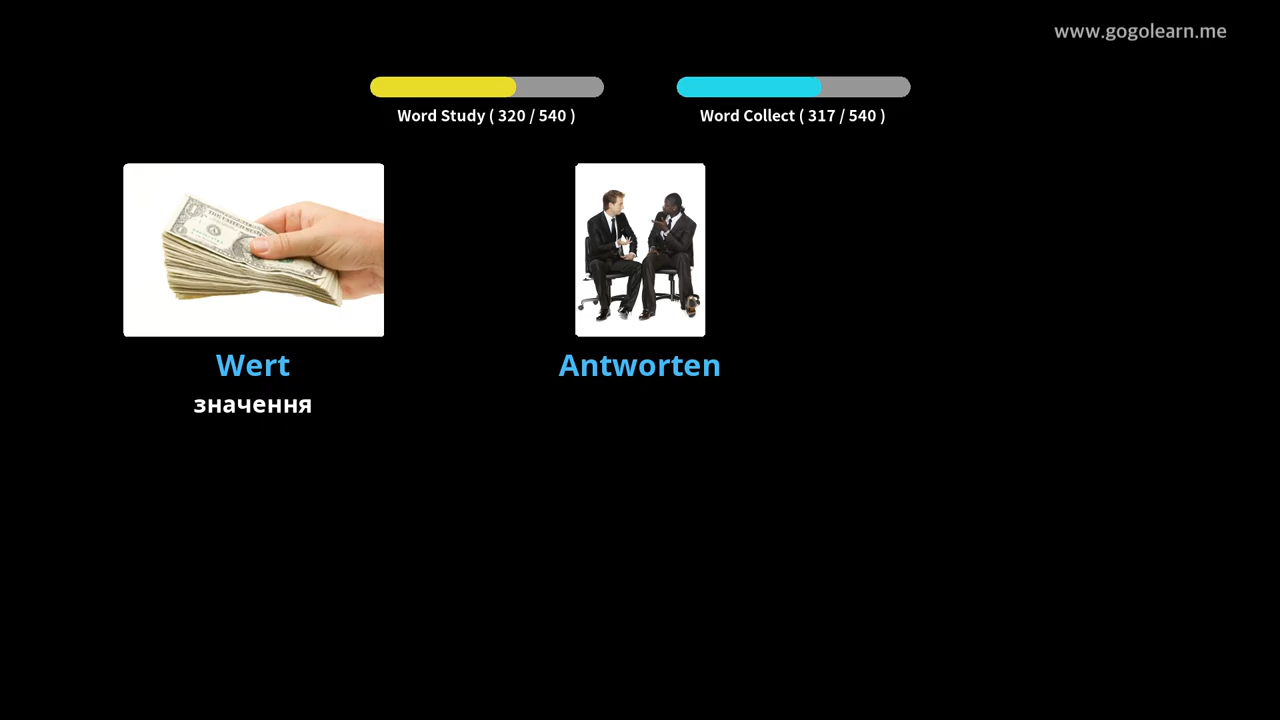 www.gogolearn.me
Word Study ( 320 / 540 )
Word Collect ( 317 / 540 )
Wert
значення
Antworten